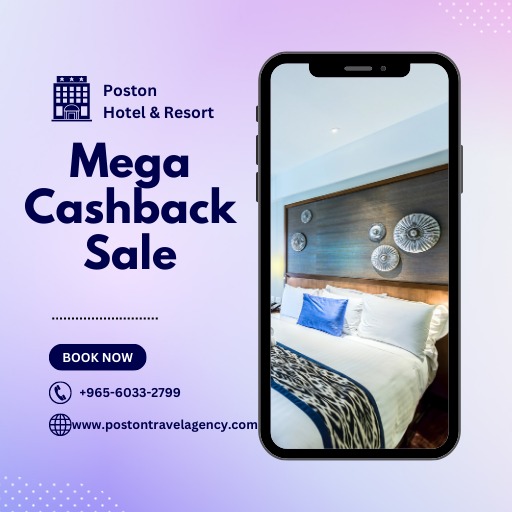 Poston
Hotel & Resort
Mega
Cashback
Sale
BOOK NOW
+965-6033-2799
www.postontravelagency.com